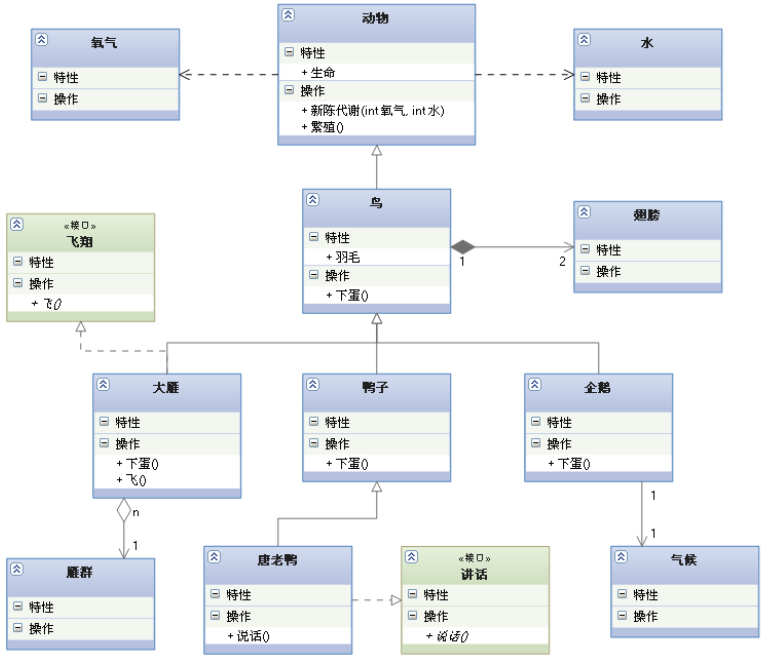 动物
特性
+ 生命
操作
+ 新陈代谢(int 氧气, int 水)
+ 繁殖()
氧气
特性
操作
水
特性
操作
鸟
特性
+ 羽毛
操作
+ 下蛋()
1
2
翅膀
特性
操作
«接口»
飞翔
特性
操作
+ 飞()
大雁
特性
操作
+ 下蛋()
+ 飞()
鸭子
特性
操作
+ 下蛋()
企鹅
特性
操作
+ 下蛋()
n
1
1
1
雁群
特性
操作
唐老鸭
特性
操作
+ 说话()
«接口»
讲话
特性
操作
+ 说话()
气候
特性
操作